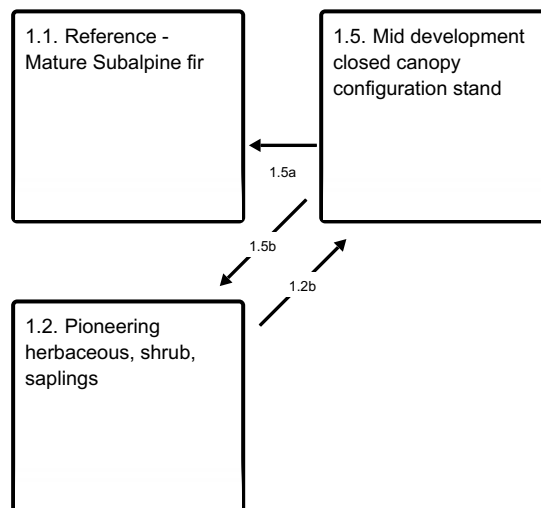 1.1. Reference -
Mature Subalpine fir
1.5. Mid development
closed canopy
configuration stand
1.5a
1.5b
1.2b
1.2. Pioneering
herbaceous, shrub,
saplings